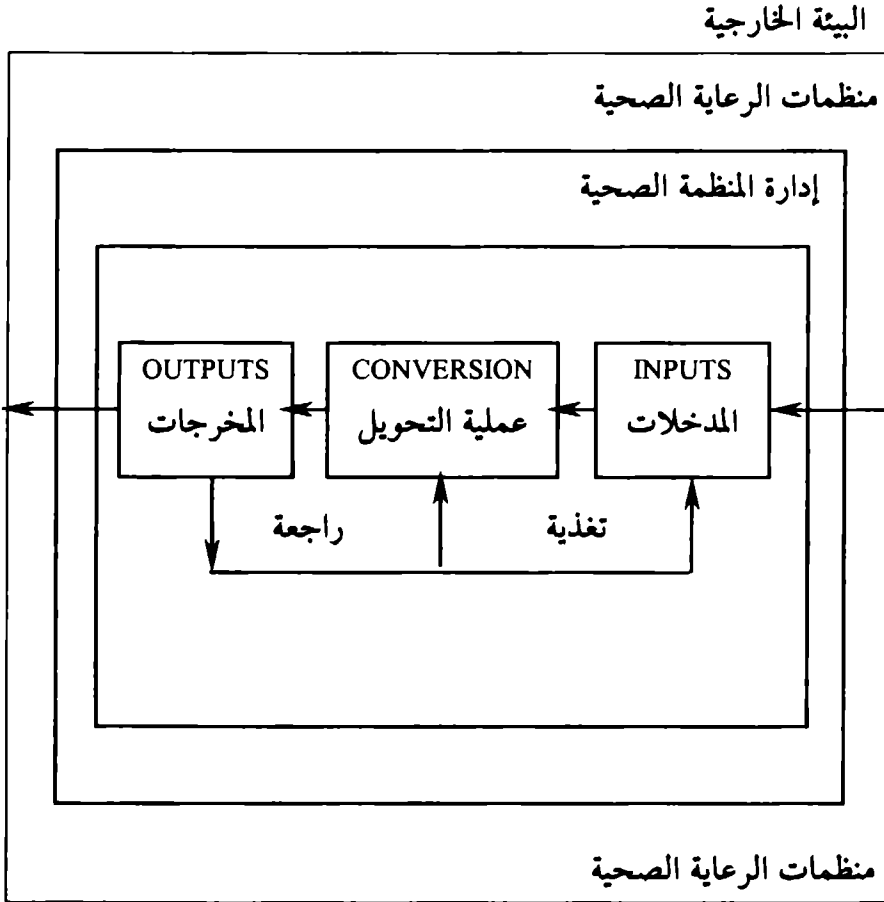 البيئة الخارجية
منظمات الرعاية الصحية
إدارة المنظمة الصحية
INPUTS
المدخلات
CONVERSION
عملية التحويل
OUTPUTS
المخرجات
تغذية راجعة
منظمات الرعاية الصحية